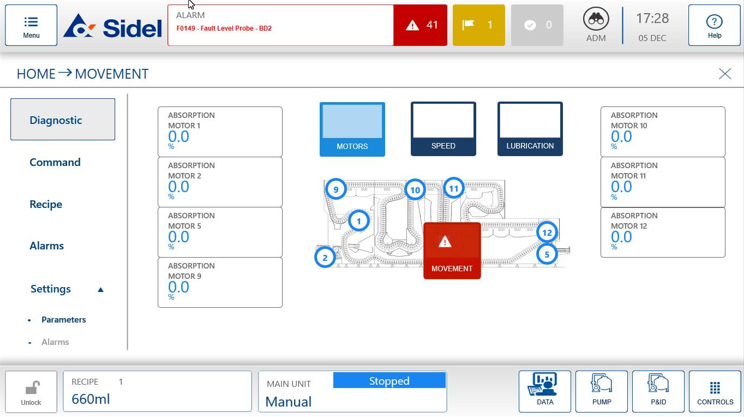 Menu
Sidel
ALARM
F0149 - Fault Level Probe - BD2
41
1
0
ADM
17:28
05 DEC
Help
HOME → MOVEMENT
Diagnostic
Command
Recipe
Alarms
Settings
Parameters
Alarms
ABSORPTION
MOTOR 1
0.0
%
ABSORPTION
MOTOR 2
0.0
%
ABSORPTION
MOTOR 5
0.0
%
ABSORPTION
MOTOR 9
0.0
%
MOTORS
SPEED
LUBRICATION
9
10
11
1
12
2
5
MOVEMENT
ABSORPTION
MOTOR 10
0.0
%
ABSORPTION
MOTOR 11
0.0
%
ABSORPTION
MOTOR 12
0.0
%
Unlock
RECIPE 1
660ml
MAIN UNIT
Stopped
Manual
DATA
PUMP
P&ID
CONTROLS